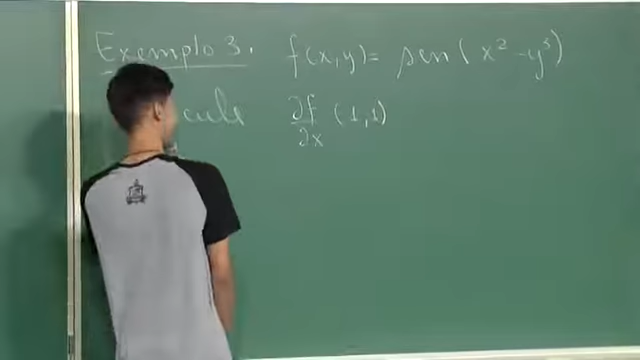 Exemplo 3. f(x,y)= sen( x² - y³)
cule ∂f/∂x (1,1)